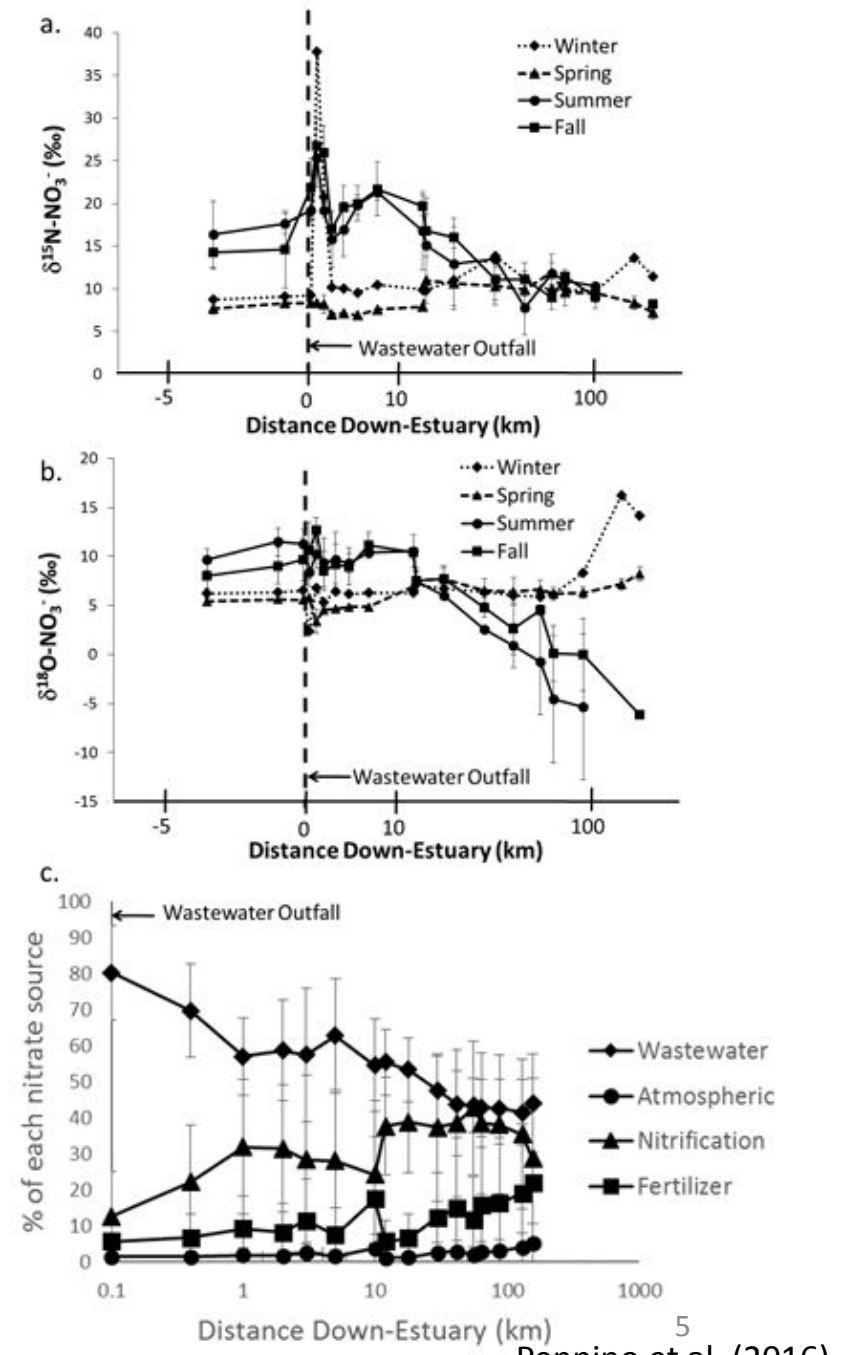 a.
40
35
30
25
20
15
10
5
0
δ¹⁵N-NO₃⁻ (‰)
Winter
Spring
Summer
Fall
Wastewater Outfall
-5 0 10 100
Distance Down-Estuary (km)
b.
20
15
10
5
0
-5
-10
-15
δ¹⁸O-NO₃⁻ (‰)
Winter
Spring
Summer
Fall
Wastewater Outfall
-5 0 10 100
Distance Down-Estuary (km)
c.
100
90
80
70
60
50
40
30
20
10
0
% of each nitrate source
Wastewater Outfall
Wastewater
Atmospheric
Nitrification
Fertilizer
0.1 1 10 100 1000
Distance Down-Estuary (km)
5
et al. (2016)